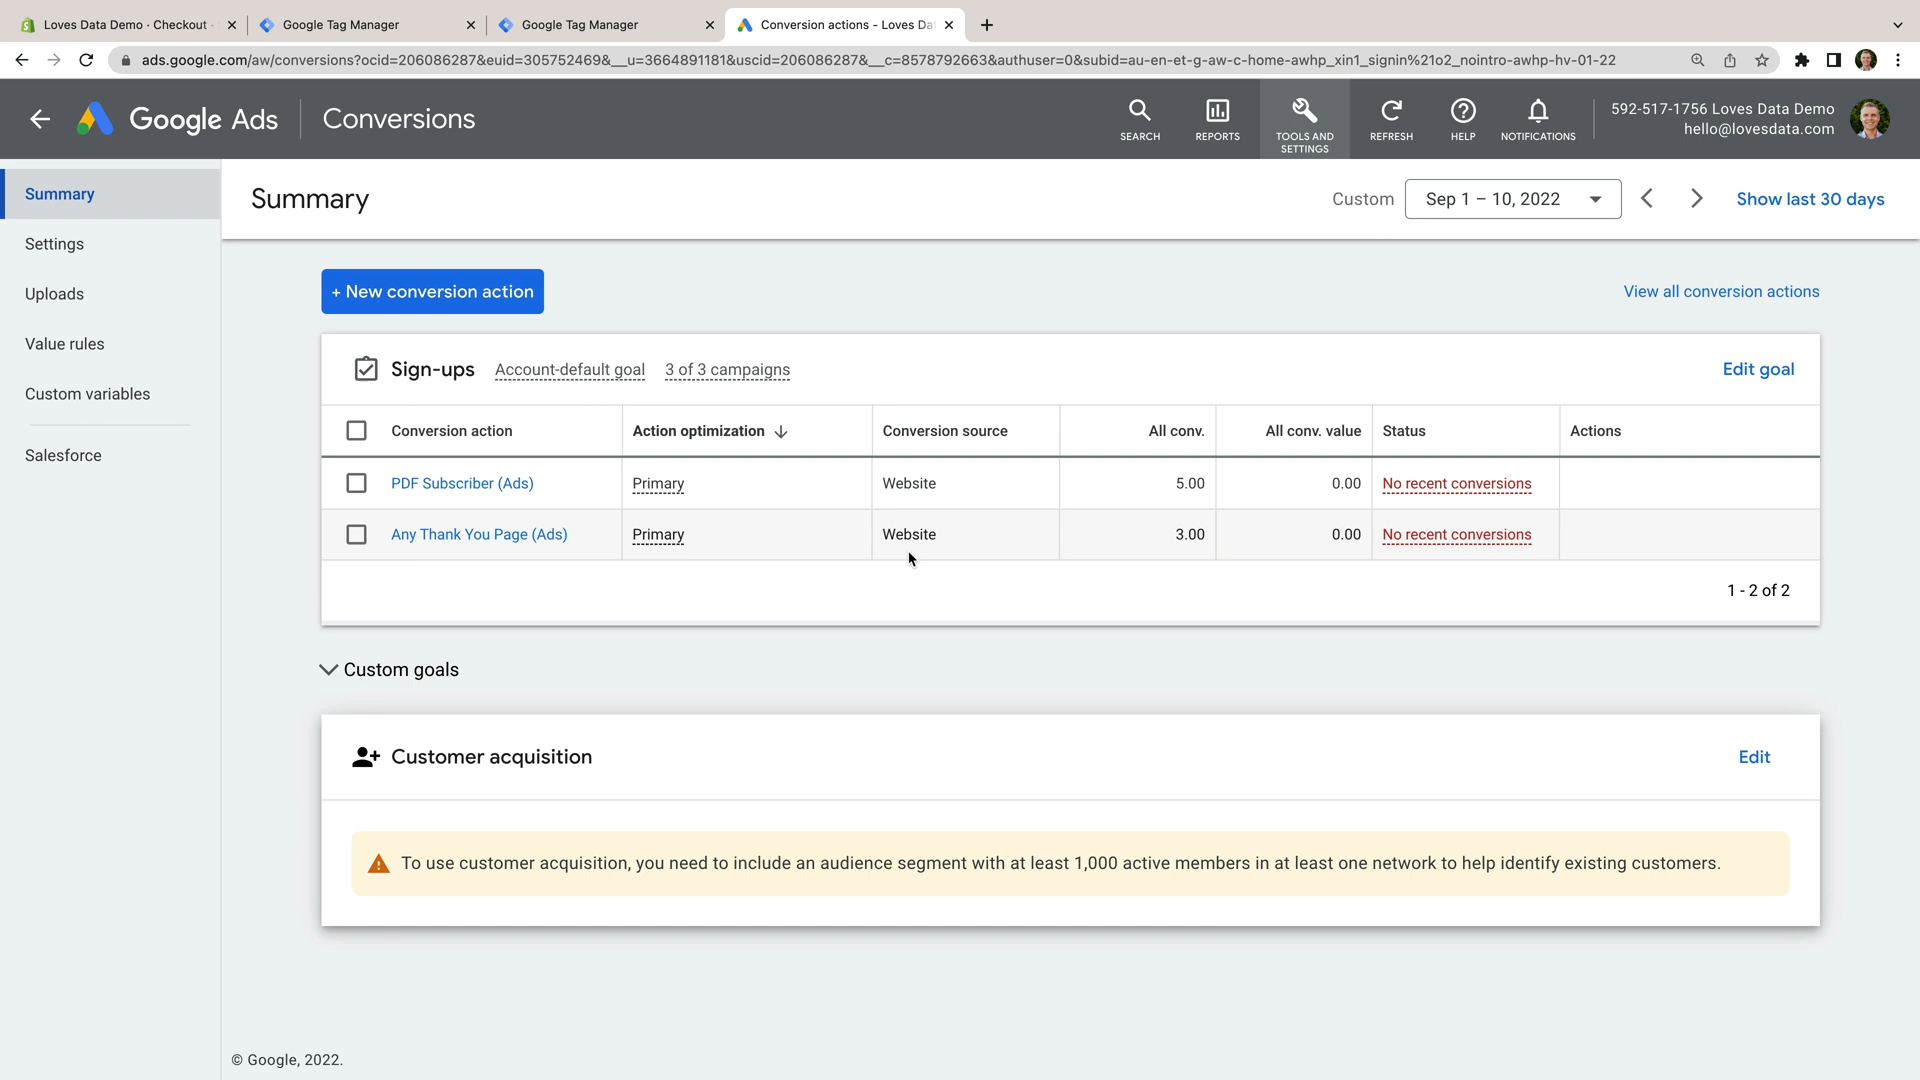 Loves Data Demo · Checkout ·
Google Tag Manager
Google Tag Manager
Conversion actions - Loves Da
ads.google.com/aw/conversions?ocid=206086287&euid=305752469&__u=3664891181&uscid=206086287&__c=8578792663&authuser=0&subid=au-en-et-g-aw-c-home-awhp_xin1_signin%21o2_nointro-awhp-hv-01-22
Google Ads
Conversions
SEARCH
REPORTS
TOOLS AND
SETTINGS
REFRESH
HELP
NOTIFICATIONS
592-517-1756 Loves Data Demo
hello@lovesdata.com
Summary
Settings
Uploads
Value rules
Custom variables
Salesforce
Summary
Custom
Sep 1 – 10, 2022
Show last 30 days
+ New conversion action
View all conversion actions
Sign-ups Account-default goal 3 of 3 campaigns Edit goal
Conversion action Action optimization Conversion source All conv. All conv. value Status Actions
PDF Subscriber (Ads) Primary Website 5.00 0.00 No recent conversions
Any Thank You Page (Ads) Primary Website 3.00 0.00 No recent conversions
1 - 2 of 2
Custom goals
Customer acquisition Edit
To use customer acquisition, you need to include an audience segment with at least 1,000 active members in at least one network to help identify existing customers.
© Google, 2022.